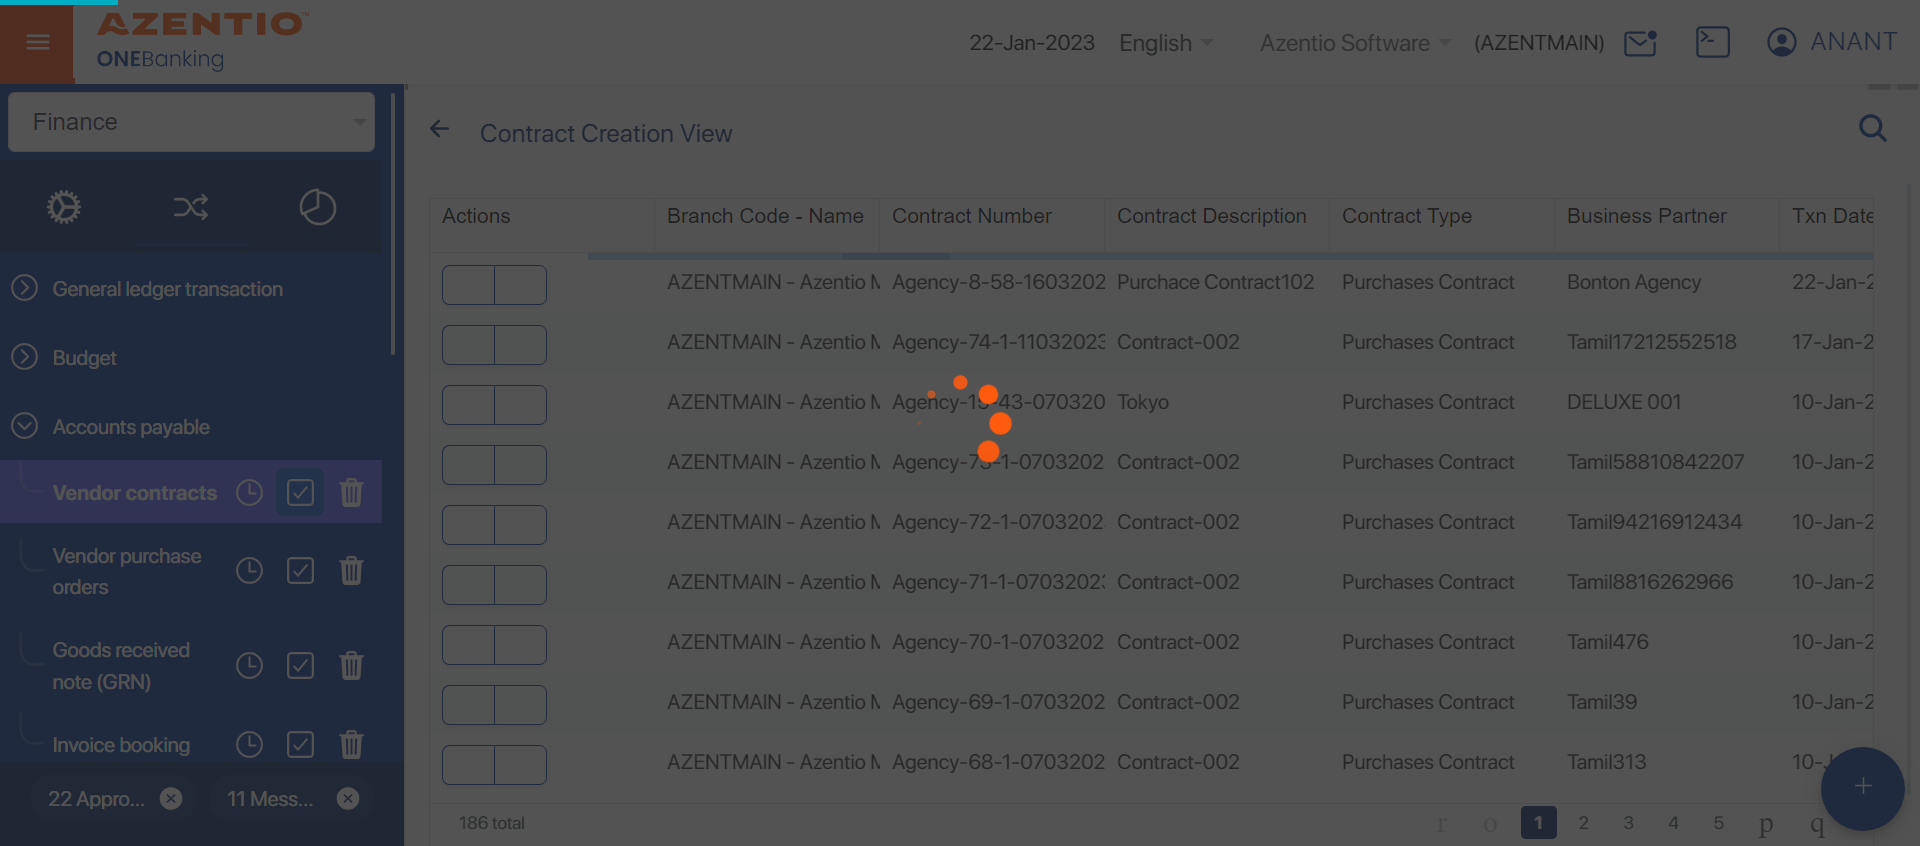 AZENTIO™
ONEBanking
22-Jan-2023 English Azentio Software (AZENTMAIN) ANANT
Finance
General ledger transaction
Budget
Accounts payable
Vendor contracts
Vendor purchase
orders
Goods received
note (GRN)
Invoice booking
22 Appro...
11 Mess...
Contract Creation View
Actions Branch Code - Name Contract Number Contract Description Contract Type Business Partner Txn Date
AZENTMAIN - Azentio M Agency-8-58-1603202 Purchace Contract102 Purchases Contract Bonton Agency 22-Jan-2
AZENTMAIN - Azentio M Agency-74-1-11032023 Contract-002 Purchases Contract Tamil17212552518 17-Jan-2
AZENTMAIN - Azentio M Agency-15-43-070320 Tokyo Purchases Contract DELUXE 001 10-Jan-2
AZENTMAIN - Azentio M Agency-73-1-0703202 Contract-002 Purchases Contract Tamil58810842207 10-Jan-2
AZENTMAIN - Azentio M Agency-72-1-0703202 Contract-002 Purchases Contract Tamil94216912434 10-Jan-2
AZENTMAIN - Azentio M Agency-71-1-07032023 Contract-002 Purchases Contract Tamil8816262966 10-Jan-2
AZENTMAIN - Azentio M Agency-70-1-0703202 Contract-002 Purchases Contract Tamil476 10-Jan-2
AZENTMAIN - Azentio M Agency-69-1-0703202 Contract-002 Purchases Contract Tamil39 10-Jan-2
AZENTMAIN - Azentio M Agency-68-1-0703202 Contract-002 Purchases Contract Tamil313 10-J
186 total r o 1 2 3 4 5 p q